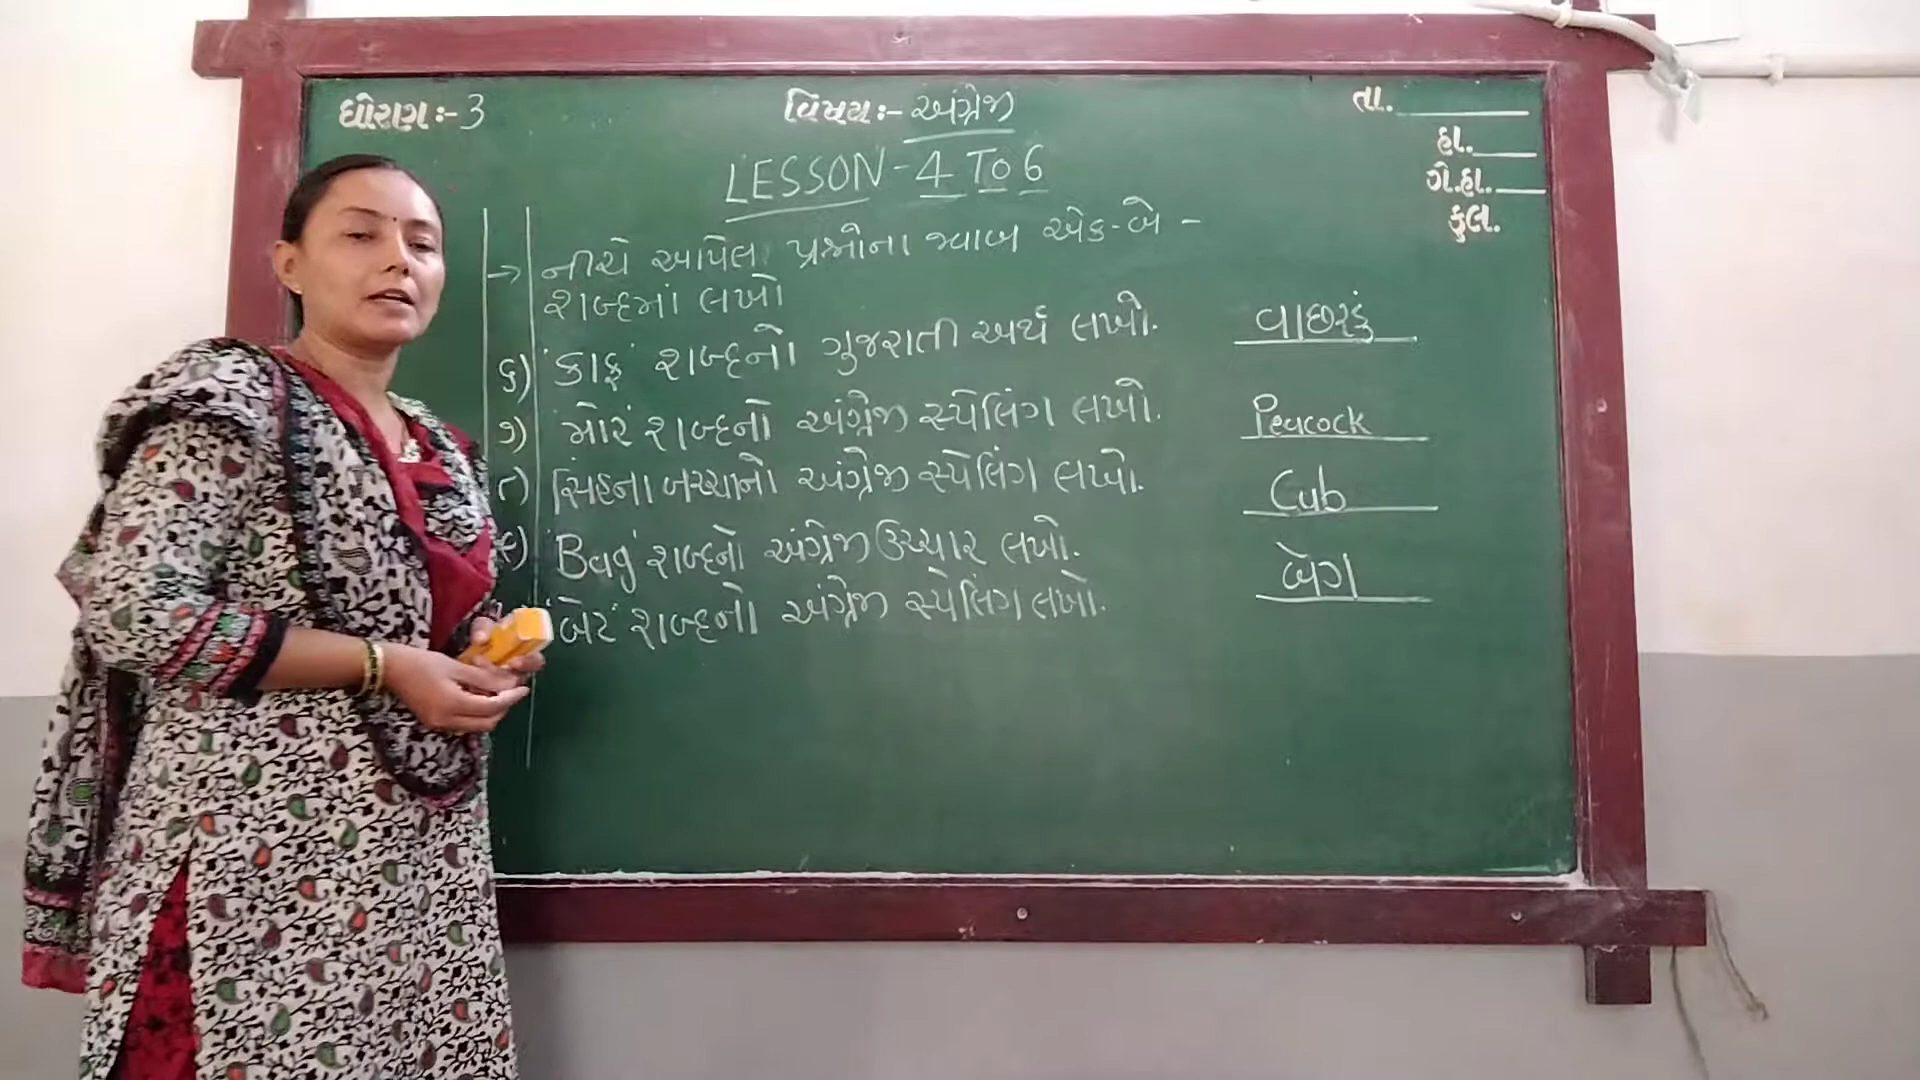 ધોરણઃ- 3
વિષયઃ- અંગ્રેજી
તા.
હા.
ગે.હા.
કુલ.
LESSON - 4 To 6
→ નીચે આપેલ પ્રશ્નોના જવાબ એક-બે -
શબ્દમાં લખો
૬) 'કાફ' શબ્દનો ગુજરાતી અર્થ લખો. વાછરડું
૭) 'મોર' શબ્દનો અંગ્રેજી સ્પેલિંગ લખો. Peacock
૮) સિંહના બચ્ચાનો અંગ્રેજી સ્પેલિંગ લખો. Cub
૯) 'Bag' શબ્દનો અંગ્રેજી ઉચ્ચાર લખો. બેગ
'બેટ' શબ્દનો અંગ્રેજી સ્પેલિંગ લખો.